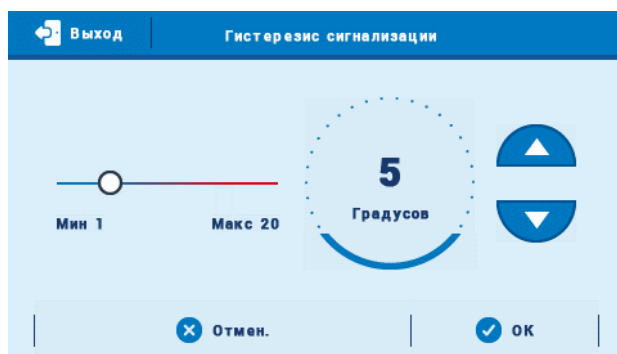 Выход
Гистерезис сигнализации
5
Градусов
Мин 1
Макс 20
Отмен.
OK